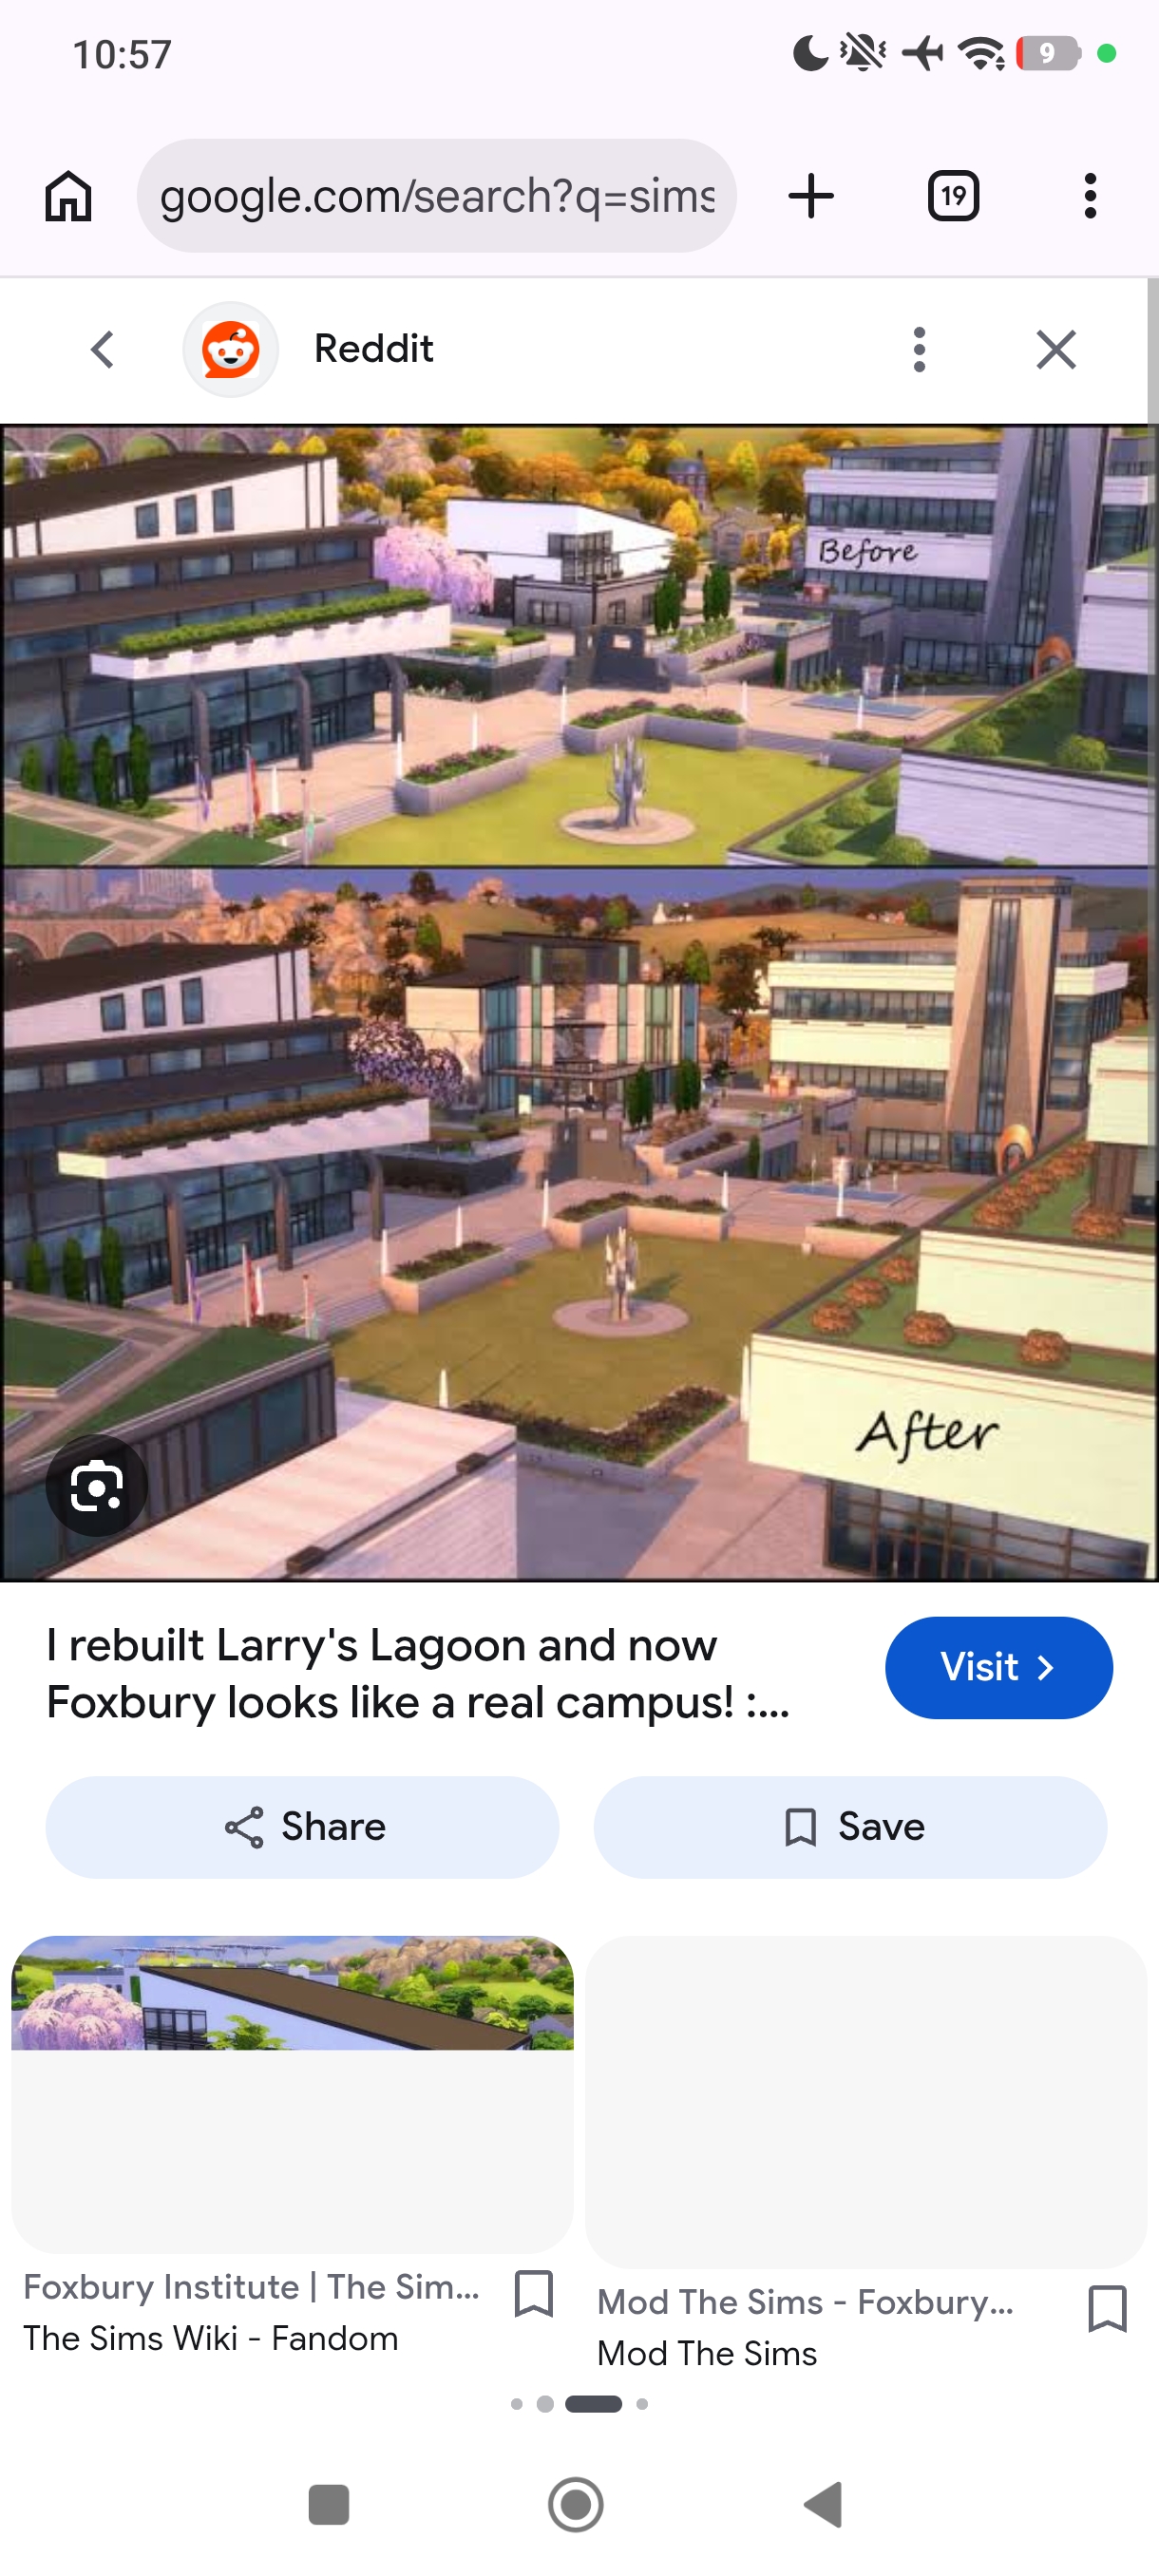 10:57
9
google.com/search?q=sims
19
Reddit
Before
After
I rebuilt Larry's Lagoon and now
Foxbury looks like a real campus! :...
Visit
Share
Save
Foxbury Institute | The Sim...
The Sims Wiki - Fandom
Mod The Sims - Foxbury...
Mod The Sims